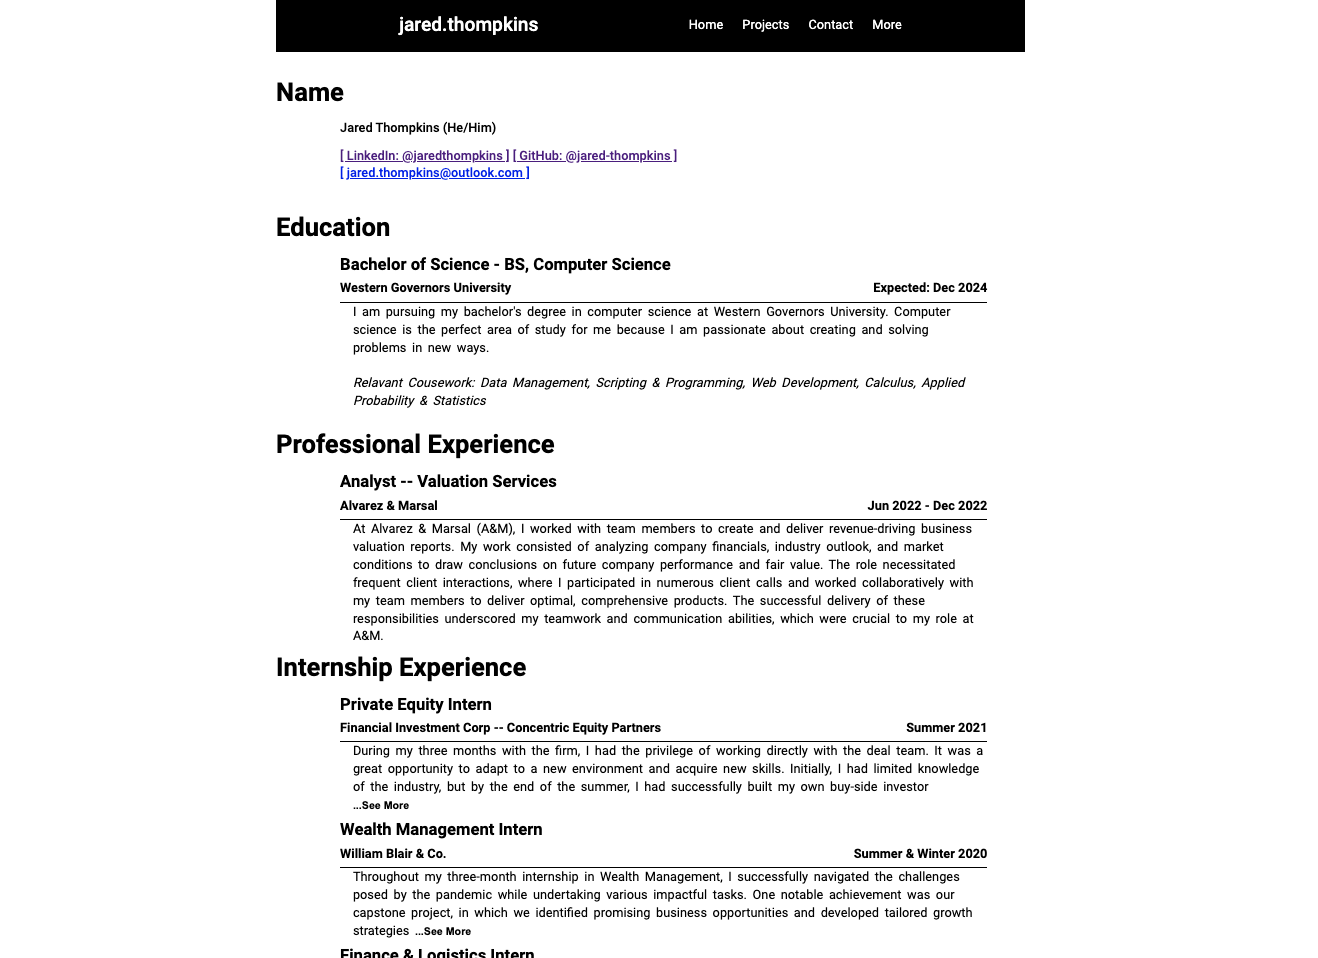 jared.thompkins
Home Projects Contact More
Name
Jared Thompkins (He/Him)
[ LinkedIn: @jaredthompkins ] [ GitHub: @jared-thompkins ]
[ jared.thompkins@outlook.com ]
Education
Bachelor of Science - BS, Computer Science
Western Governors University Expected: Dec 2024
I am pursuing my bachelor's degree in computer science at Western Governors University. Computer
science is the perfect area of study for me because I am passionate about creating and solving
problems in new ways.
Relavant Cousework: Data Management, Scripting & Programming, Web Development, Calculus, Applied
Probability & Statistics
Professional Experience
Analyst -- Valuation Services
Alvarez & Marsal Jun 2022 - Dec 2022
At Alvarez & Marsal (A&M), I worked with team members to create and deliver revenue-driving business
valuation reports. My work consisted of analyzing company financials, industry outlook, and market
conditions to draw conclusions on future company performance and fair value. The role necessitated
frequent client interactions, where I participated in numerous client calls and worked collaboratively with
my team members to deliver optimal, comprehensive products. The successful delivery of these
responsibilities underscored my teamwork and communication abilities, which were crucial to my role at
A&M.
Internship Experience
Private Equity Intern
Financial Investment Corp -- Concentric Equity Partners Summer 2021
During my three months with the firm, I had the privilege of working directly with the deal team. It was a
great opportunity to adapt to a new environment and acquire new skills. Initially, I had limited knowledge
of the industry, but by the end of the summer, I had successfully built my own buy-side investor
...See More
Wealth Management Intern
William Blair & Co. Summer & Winter 2020
Throughout my three-month internship in Wealth Management, I successfully navigated the challenges
posed by the pandemic while undertaking various impactful tasks. One notable achievement was our
capstone project, in which we identified promising business opportunities and developed tailored growth
strategies ...See More
Finance & Logistics Intern